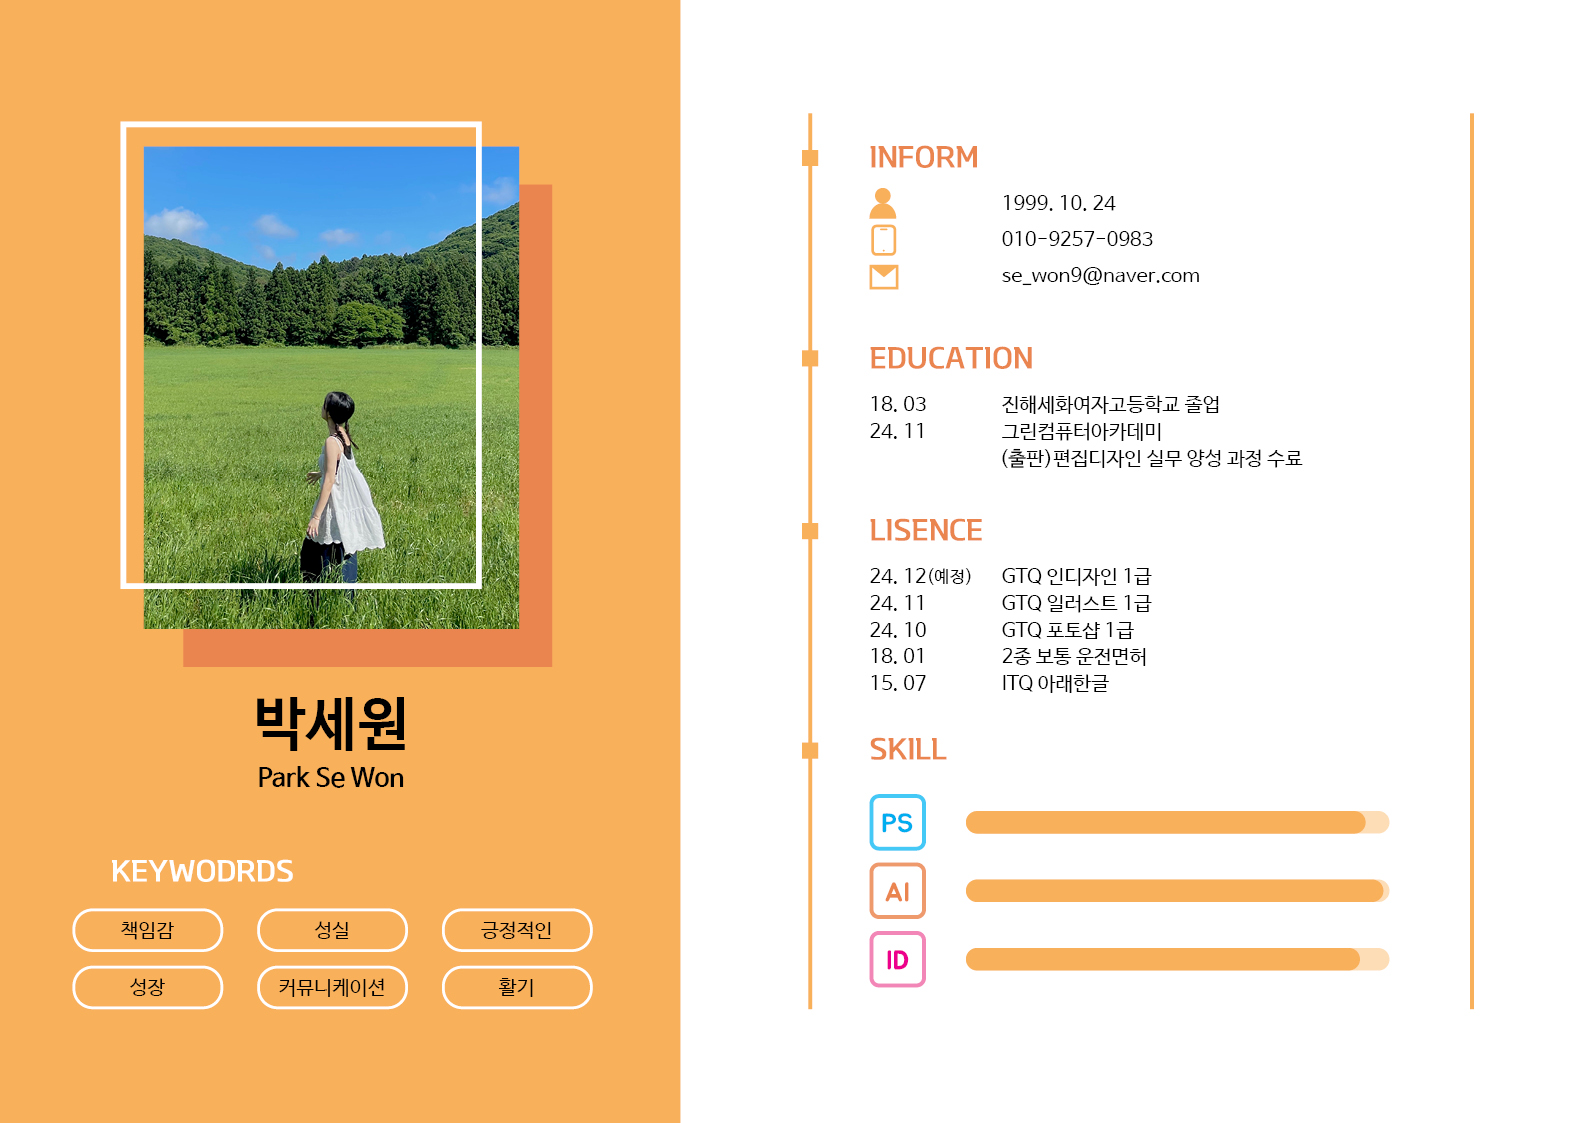 박세원
Park Se Won
KEYWODRDS
책임감
성실
긍정적인
성장
커뮤니케이션
활기
INFORM
1999. 10. 24
010-9257-0983
se_won9@naver.com
EDUCATION
18. 03 진해세화여자고등학교 졸업
24. 11 그린컴퓨터아카데미
(출판)편집디자인 실무 양성 과정 수료
LISENCE
24. 12(예정) GTQ 인디자인 1급
24. 11 GTQ 일러스트 1급
24. 10 GTQ 포토샵 1급
18. 01 2종 보통 운전면허
15. 07 ITQ 아래한글
SKILL
PS
AI
ID